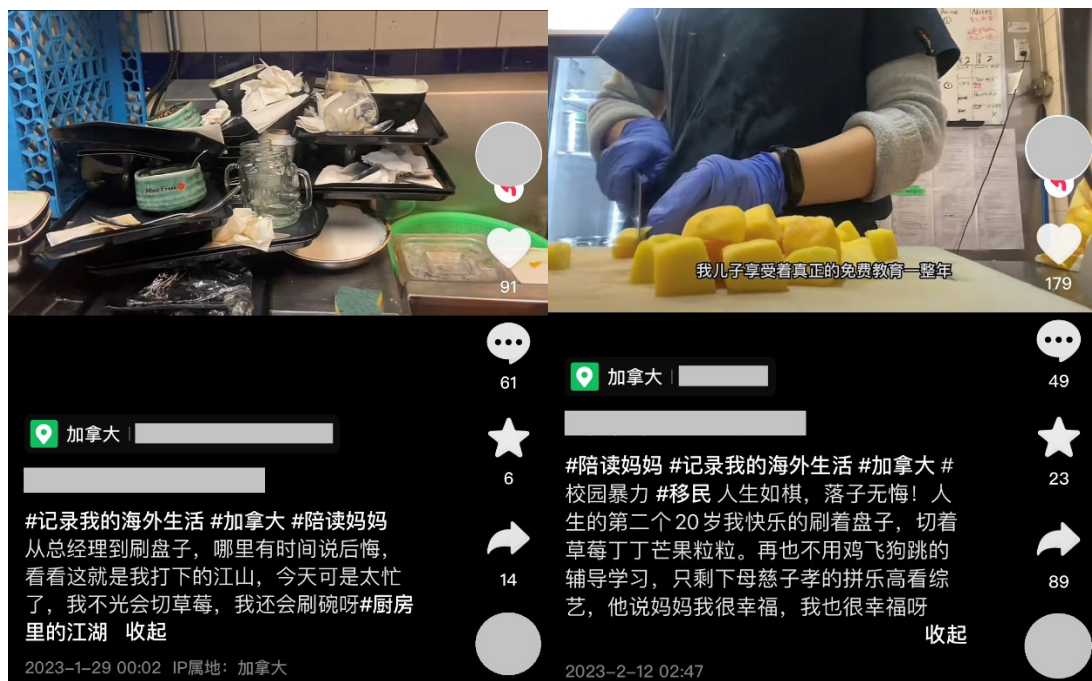 91
61
6
14
加拿大
#记录我的海外生活 #加拿大 #陪读妈妈
从总经理到刷盘子，哪里有时间说后悔，
看看这就是我打下的江山，今天可是太忙
了，我不光会切草莓，我还会刷碗呀#厨房
里的江湖 收起
2023-1-29 00:02 IP属地：加拿大
Notes
我儿子享受着真正的免费教育一整年
179
49
23
89
加拿大
#陪读妈妈 #记录我的海外生活 #加拿大 #
校园暴力 #移民 人生如棋，落子无悔！人
生的第二个20岁我快乐的刷着盘子，切着
草莓丁丁芒果粒粒。再也不用鸡飞狗跳的
辅导学习，只剩下母慈子孝的拼乐高看综
艺，他说妈妈我很幸福，我也很幸福呀
收起
2023-2-12 02:47